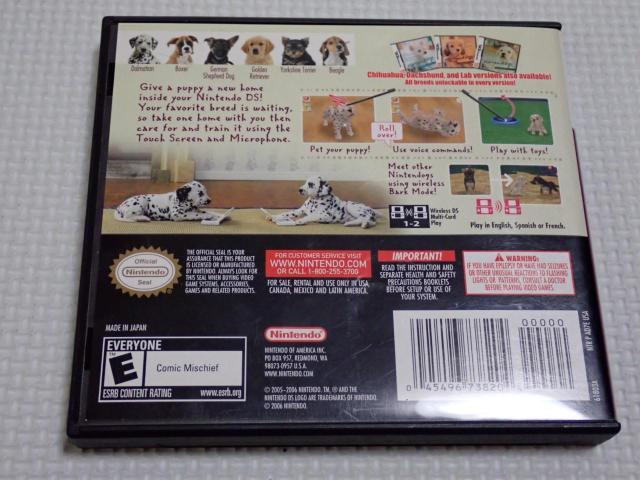 Dalmatian
Boxer
German
Shepherd Dog
Golden
Retriever
Yorkshire Terrier
Beagle
Chihuahua, Dachshund, and Lab versions also available!
All breeds unlockable in every version!
Give a puppy a new home
inside your Nintendo DS!
Your favorite breed is waiting,
so take one home with you then
care for and train it using the
Touch Screen and Microphone.
Roll
over!
Pet your puppy!
Use voice commands!
Play with toys!
Meet other
Nintendogs
using wireless
Bark Mode!
1-2
Wireless DS
Multi-Card
Play
Play in English, Spanish or French.
Official
Nintendo
Seal
THE OFFICIAL SEAL IS YOUR
ASSURANCE THAT THIS PRODUCT
IS LICENSED OR MANUFACTURED
BY NINTENDO. ALWAYS LOOK FOR
THIS SEAL WHEN BUYING VIDEO
GAME SYSTEMS, ACCESSORIES,
GAMES AND RELATED PRODUCTS.
FOR CUSTOMER SERVICE VISIT
WWW.NINTENDO.COM
OR CALL 1-800-255-3700
FOR SALE, RENTAL AND USE ONLY IN USA,
CANADA, MEXICO AND LATIN AMERICA.
IMPORTANT!
READ THE INSTRUCTION AND
SEPARATE HEALTH AND SAFETY
PRECAUTIONS BOOKLETS
BEFORE SETUP OR USE OF
YOUR SYSTEM.
WARNING:
IF YOU HAVE EPILEPSY OR HAVE HAD SEIZURES
OR OTHER UNUSUAL REACTIONS TO FLASHING
LIGHTS OR PATTERNS, CONSULT A DOCTOR
BEFORE PLAYING VIDEO GAMES.
MADE IN JAPAN
EVERYONE
E
Comic Mischief
ESRB CONTENT RATING
www.esrb.org
Nintendo
NINTENDO OF AMERICA INC.
PO BOX 957, REDMOND, WA
98073-0957 U.S.A.
WWW.NINTENDO.COM
© 2005-2006 NINTENDO. TM, ® AND THE
NINTENDO DS LOGO ARE TRADEMARKS OF NINTENDO.
© 2006 NINTENDO.
00000
0 45496 73820
NTR P AD7E USA
61803A